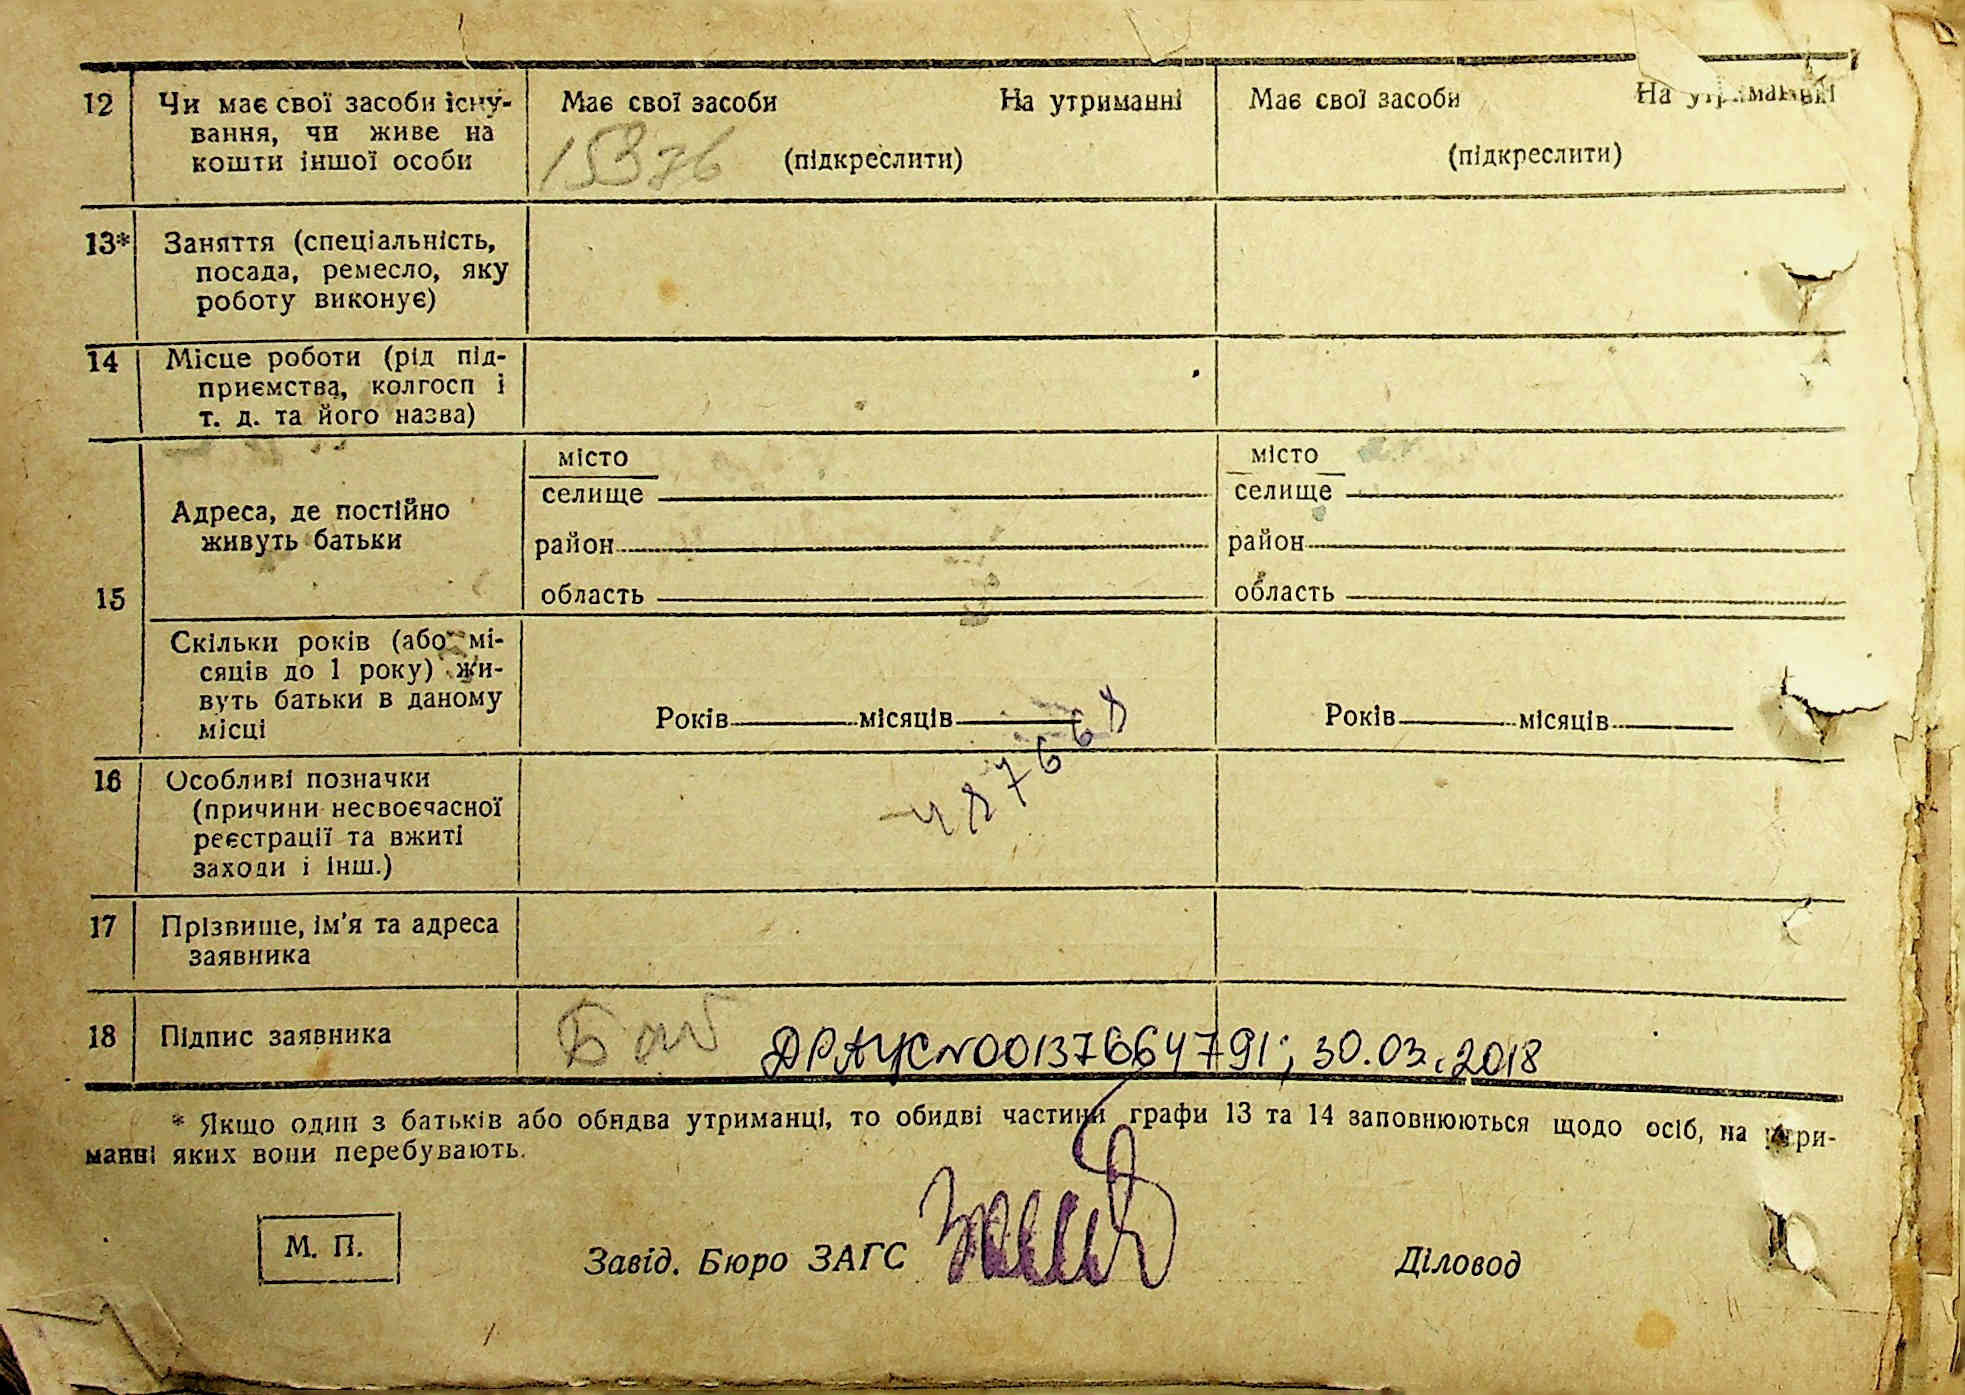 12 Чи має свої засоби існу- Має свої засоби На утриманні Має свої засоби На утриманні
вання, чи живе на
кошти іншої особи 15376 (підкреслити) (підкреслити)
13* Заняття (спеціальність,
посада, ремесло, яку
роботу виконує)
14 Місце роботи (рід під-
приємства, колгосп і
т. д. та його назва)
15
Адреса, де постійно
живуть батьки
місто
селище
район
область
місто
селище
район
область
Скільки років (або мі-
сяців до 1 року) жи-
вуть батьки в даному
місці
Років місяців Років місяців
16 Особливі позначки
(причини несвоєчасної
реєстрації та вжиті
заходи і інш.)
17 Прізвище, ім'я та адреса
заявника
18 Підпис заявника
ДРАЦС №00137664791; 30.03.2018
* Якщо один з батьків або обидва утриманці, то обидві частини графи 13 та 14 заповнюються щодо осіб, на утри-
манні яких вони перебувають.
М. П. Завід. Бюро ЗАГС Діловод